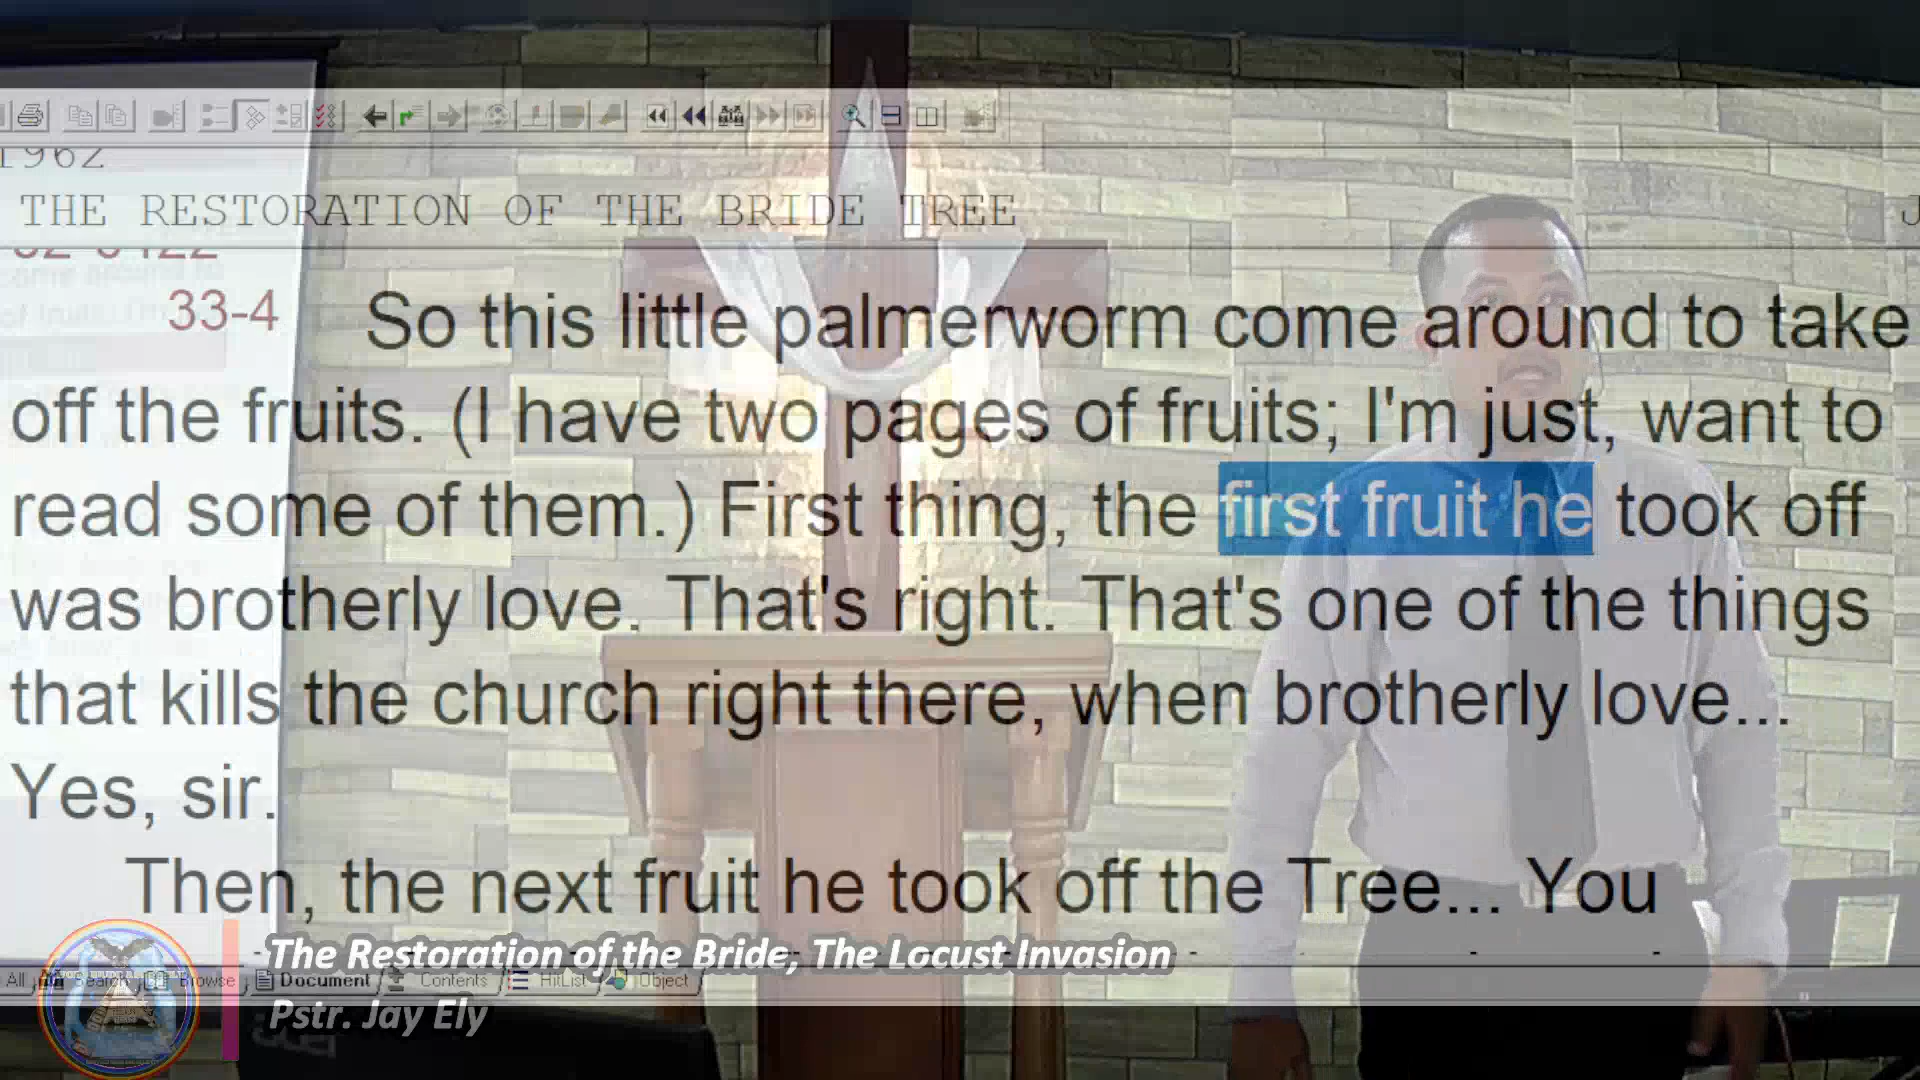 1962
THE RESTORATION OF THE BRIDE TREE
J
33-4 So this little palmerworm come around to take
off the fruits. (I have two pages of fruits; I'm just, want to
read some of them.) First thing, the first fruit he took off
was brotherly love. That's right. That's one of the things
that kills the church right there, when brotherly love...
Yes, sir.
Then, the next fruit he took off the Tree... You
The Restoration of the Bride, The Locust Invasion
All Search Browse Document Contents HitList Object
Pstr. Jay Ely